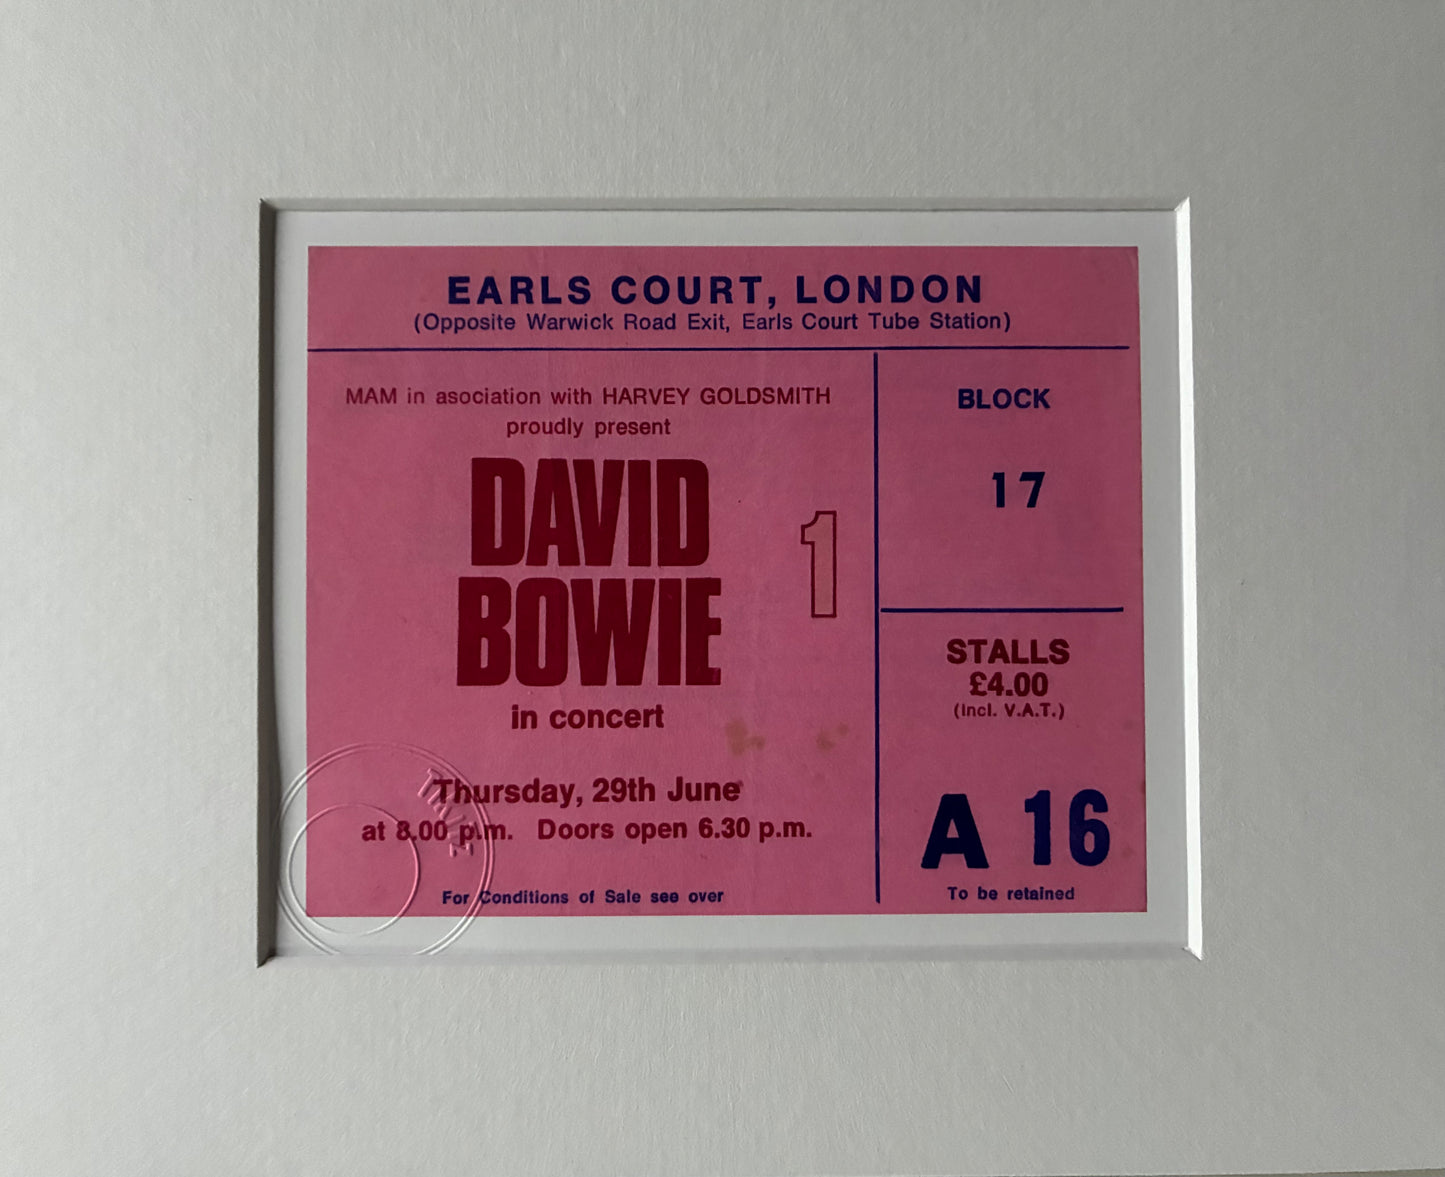 EARLS COURT, LONDON
(Opposite Warwick Road Exit, Earls Court Tube Station)
MAM in asociation with HARVEY GOLDSMITH
proudly present
DAVID
BOWIE
1
in concert
Thursday, 29th June
at 8.00 p.m. Doors open 6.30 p.m.
For Conditions of Sale see over
BLOCK
17
STALLS
£4.00
(incl. V.A.T.)
A 16
To be retained